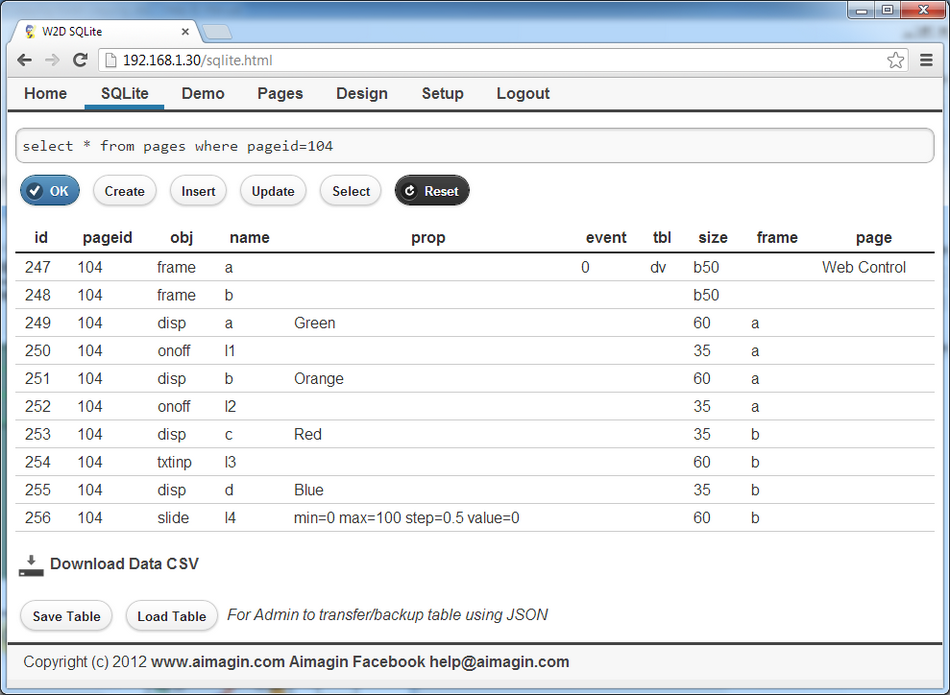 W2D SQLite
192.168.1.30/sqlite.html
Home SQLite Demo Pages Design Setup Logout
select * from pages where pageid=104
OK Create Insert Update Select Reset
id pageid obj name prop event tbl size frame page
247 104 frame a 0 dv b50 Web Control
248 104 frame b b50
249 104 disp a Green 60 a
250 104 onoff l1 35 a
251 104 disp b Orange 60 a
252 104 onoff l2 35 a
253 104 disp c Red 35 b
254 104 txtinp l3 60 b
255 104 disp d Blue 35 b
256 104 slide l4 min=0 max=100 step=0.5 value=0 60 b
Download Data CSV
Save Table Load Table For Admin to transfer/backup table using JSON
Copyright (c) 2012 www.aimagin.com Aimagin Facebook help@aimagin.com